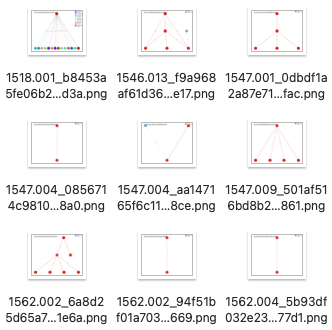 1518.001_b8453a
5fe06b2...d3a.png
1546.013_f9a968
af61d36...e17.png
1547.001_0dbdf1a
2a87e71...fac.png
1547.004_085671
4c9810...8a0.png
1547.004_aa1471
65f6c11...8ce.png
1547.009_501af51
6bd8b2...861.png
1562.002_6a8d2
5d65a7...1e6a.png
1562.002_94f51b
f01a703...669.png
1562.004_5b93df
032e23...77d1.png